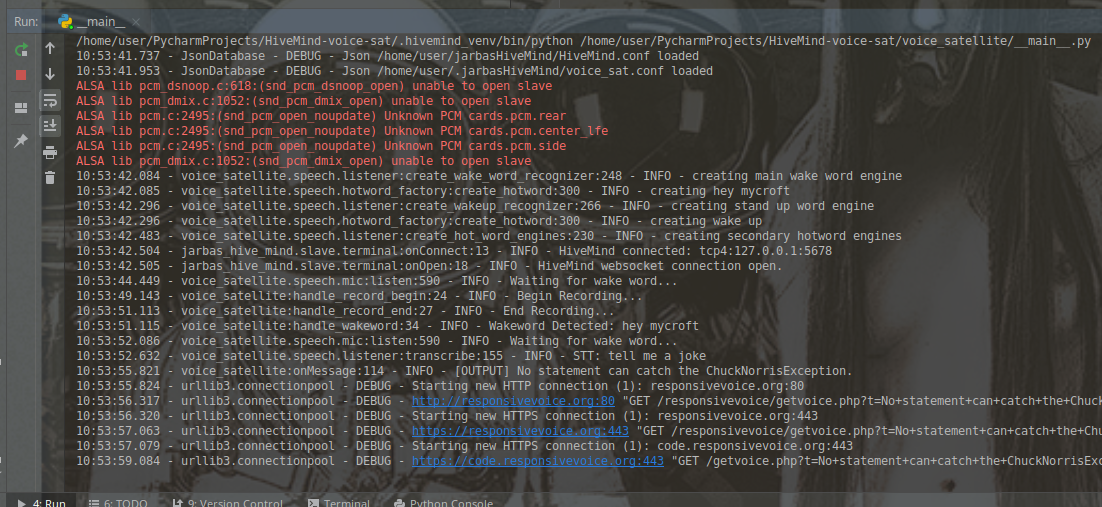 Run: __main__ ×
/home/user/PycharmProjects/HiveMind-voice-sat/.hivemind_venv/bin/python /home/user/PycharmProjects/HiveMind-voice-sat/voice_satellite/__main__.py
10:53:41.737 - JsonDatabase - DEBUG - Json /home/user/jarbasHiveMind/HiveMind.conf loaded
10:53:41.953 - JsonDatabase - DEBUG - Json /home/user/.jarbasHiveMind/voice_sat.conf loaded
ALSA lib pcm_dsnoop.c:618:(snd_pcm_dsnoop_open) unable to open slave
ALSA lib pcm_dmix.c:1052:(snd_pcm_dmix_open) unable to open slave
ALSA lib pcm.c:2495:(snd_pcm_open_noupdate) Unknown PCM cards.pcm.rear
ALSA lib pcm.c:2495:(snd_pcm_open_noupdate) Unknown PCM cards.pcm.center_lfe
ALSA lib pcm.c:2495:(snd_pcm_open_noupdate) Unknown PCM cards.pcm.side
ALSA lib pcm_dmix.c:1052:(snd_pcm_dmix_open) unable to open slave
10:53:42.084 - voice_satellite.speech.listener:create_wake_word_recognizer:248 - INFO - creating main wake word engine
10:53:42.085 - voice_satellite.speech.hotword_factory:create_hotword:300 - INFO - creating hey mycroft
10:53:42.296 - voice_satellite.speech.listener:create_wakeup_recognizer:266 - INFO - creating stand up word engine
10:53:42.296 - voice_satellite.speech.hotword_factory:create_hotword:300 - INFO - creating wake up
10:53:42.483 - voice_satellite.speech.listener:create_hot_word_engines:230 - INFO - creating secondary hotword engines
10:53:42.504 - jarbas_hive_mind.slave.terminal:onConnect:13 - INFO - HiveMind connected: tcp4:127.0.0.1:5678
10:53:42.505 - jarbas_hive_mind.slave.terminal:onOpen:18 - INFO - HiveMind websocket connection open.
10:53:44.449 - voice_satellite.speech.mic:listen:590 - INFO - Waiting for wake word...
10:53:49.143 - voice_satellite:handle_record_begin:24 - INFO - Begin Recording...
10:53:51.113 - voice_satellite:handle_record_end:27 - INFO - End Recording...
10:53:51.115 - voice_satellite:handle_wakeword:34 - INFO - Wakeword Detected: hey mycroft
10:53:52.086 - voice_satellite.speech.mic:listen:590 - INFO - Waiting for wake word...
10:53:52.632 - voice_satellite.speech.listener:transcribe:155 - INFO - STT: tell me a joke
10:53:55.821 - voice_satellite:onMessage:114 - INFO - [OUTPUT] No statement can catch the ChuckNorrisException.
10:53:55.824 - urllib3.connectionpool - DEBUG - Starting new HTTP connection (1): responsivevoice.org:80
10:53:56.317 - urllib3.connectionpool - DEBUG - http://responsivevoice.org:80 "GET /responsivevoice/getvoice.php?t=No+statement+can+catch+the+Chuck
10:53:56.320 - urllib3.connectionpool - DEBUG - Starting new HTTPS connection (1): responsivevoice.org:443
10:53:57.063 - urllib3.connectionpool - DEBUG - https://responsivevoice.org:443 "GET /responsivevoice/getvoice.php?t=No+statement+can+catch+the+Chu
10:53:57.079 - urllib3.connectionpool - DEBUG - Starting new HTTPS connection (1): code.responsivevoice.org:443
10:53:59.084 - urllib3.connectionpool - DEBUG - https://code.responsivevoice.org:443 "GET /getvoice.php?t=No+statement+can+catch+the+ChuckNorrisExc
4: Run 6: TODO 9: Version Control Terminal Python Console